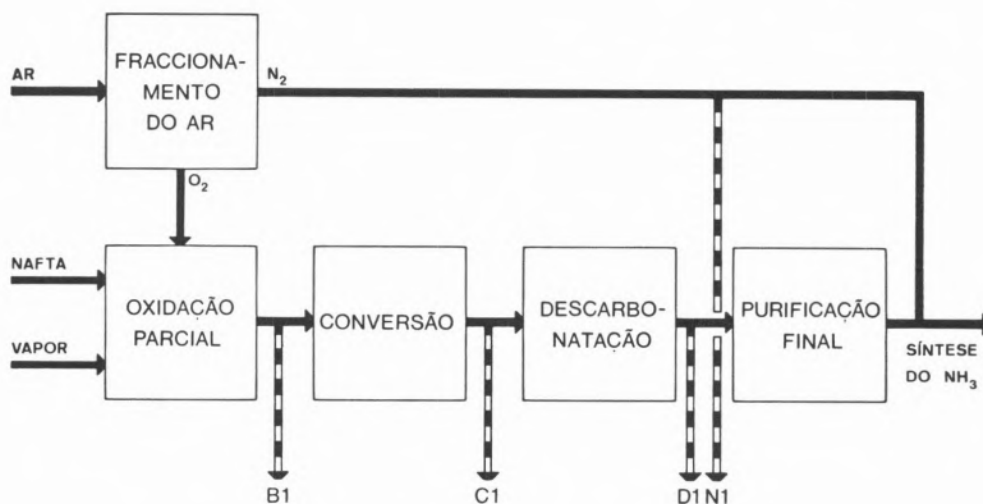 AR
FRACCIONA-
MENTO
DO AR
N₂
O₂
NAFTA
VAPOR
OXIDAÇÃO
PARCIAL
CONVERSÃO
DESCARBO-
NATAÇÃO
PURIFICAÇÃO
FINAL
SÍNTESE
DO NH₃
B1
C1
D1
N1